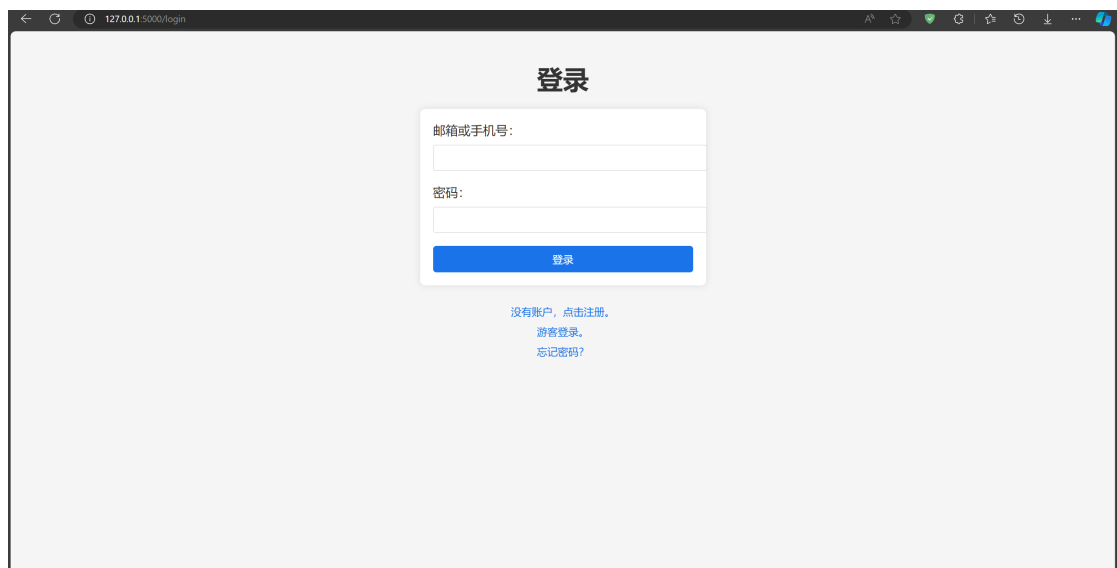 127.0.0.1:5000/login
登录
邮箱或手机号：
密码：
登录
没有账户，点击注册。
游客登录。
忘记密码？